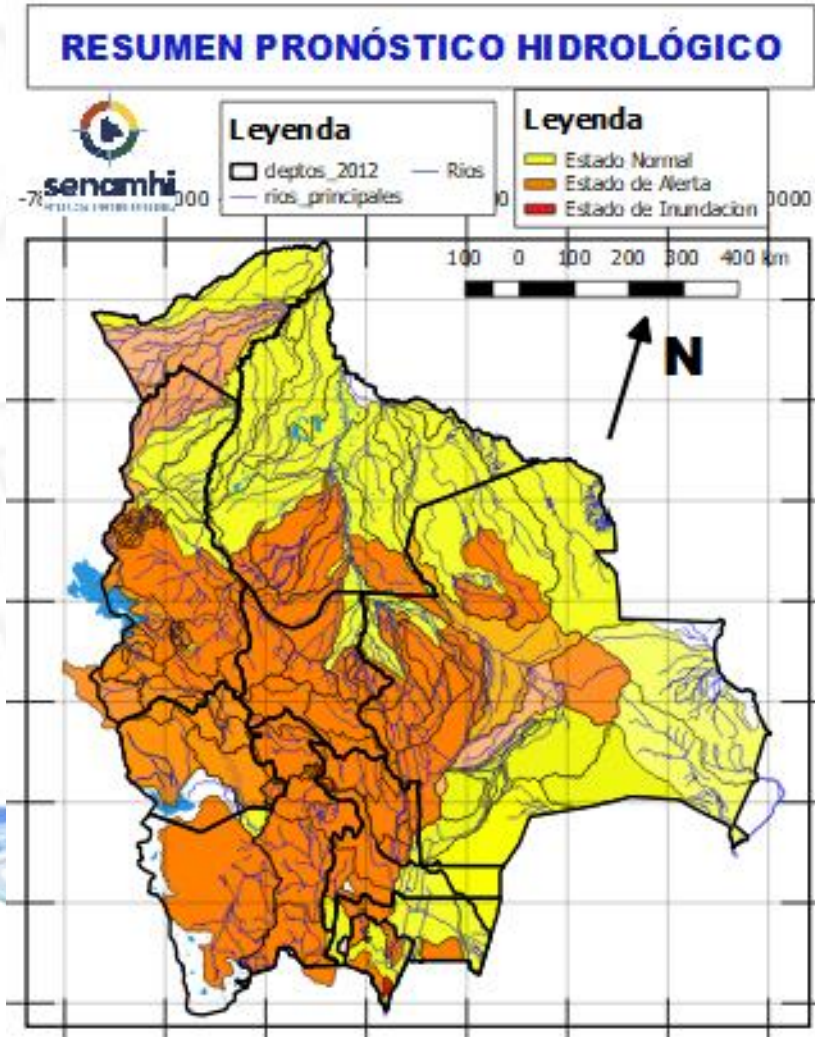 RESUMEN PRONÓSTICO HIDROLÓGICO
senamhi
Leyenda
deptos_2012
Rios
rios_principales
Leyenda
Estado Normal
Estado de Alerta
Estado de Inundacion
100 0 100 200 300 400 km
N